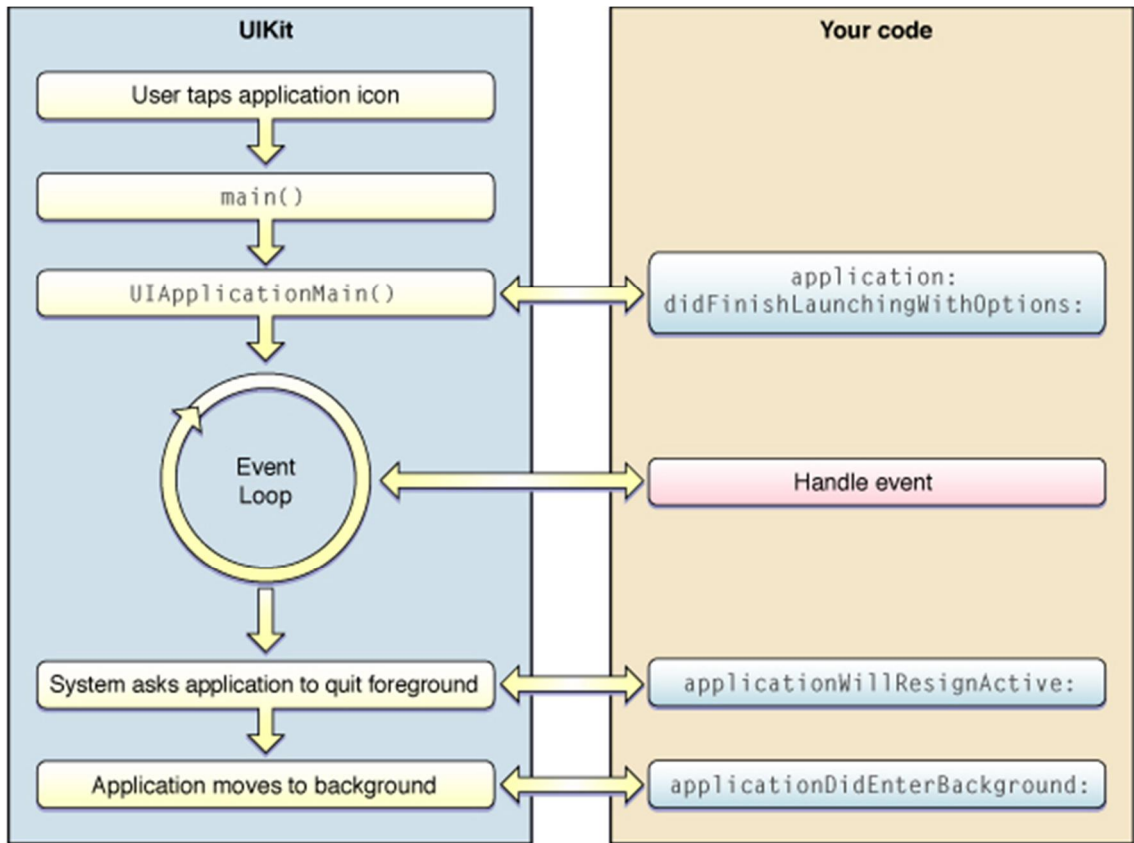 UIKit
Your code
User taps application icon
main()
UIApplicationMain()
application:
didFinishLaunchingWithOptions:
Event
Loop
Handle event
System asks application to quit foreground
applicationWillResignActive:
Application moves to background
applicationDidEnterBackground: